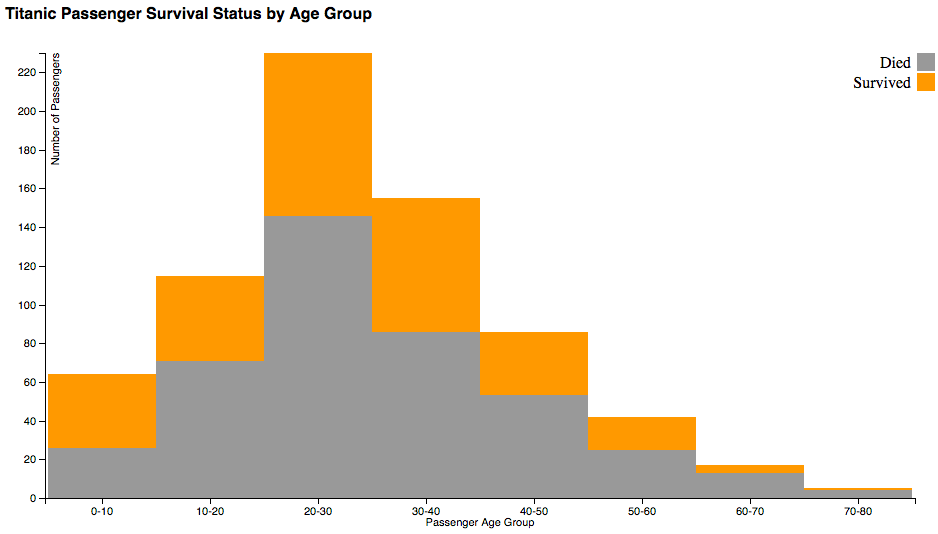 Titanic Passenger Survival Status by Age Group
Number of Passengers
Died
Survived
220
200
180
160
140
120
100
80
60
40
20
0
0-10 10-20 20-30 30-40 40-50 50-60 60-70 70-80
Passenger Age Group